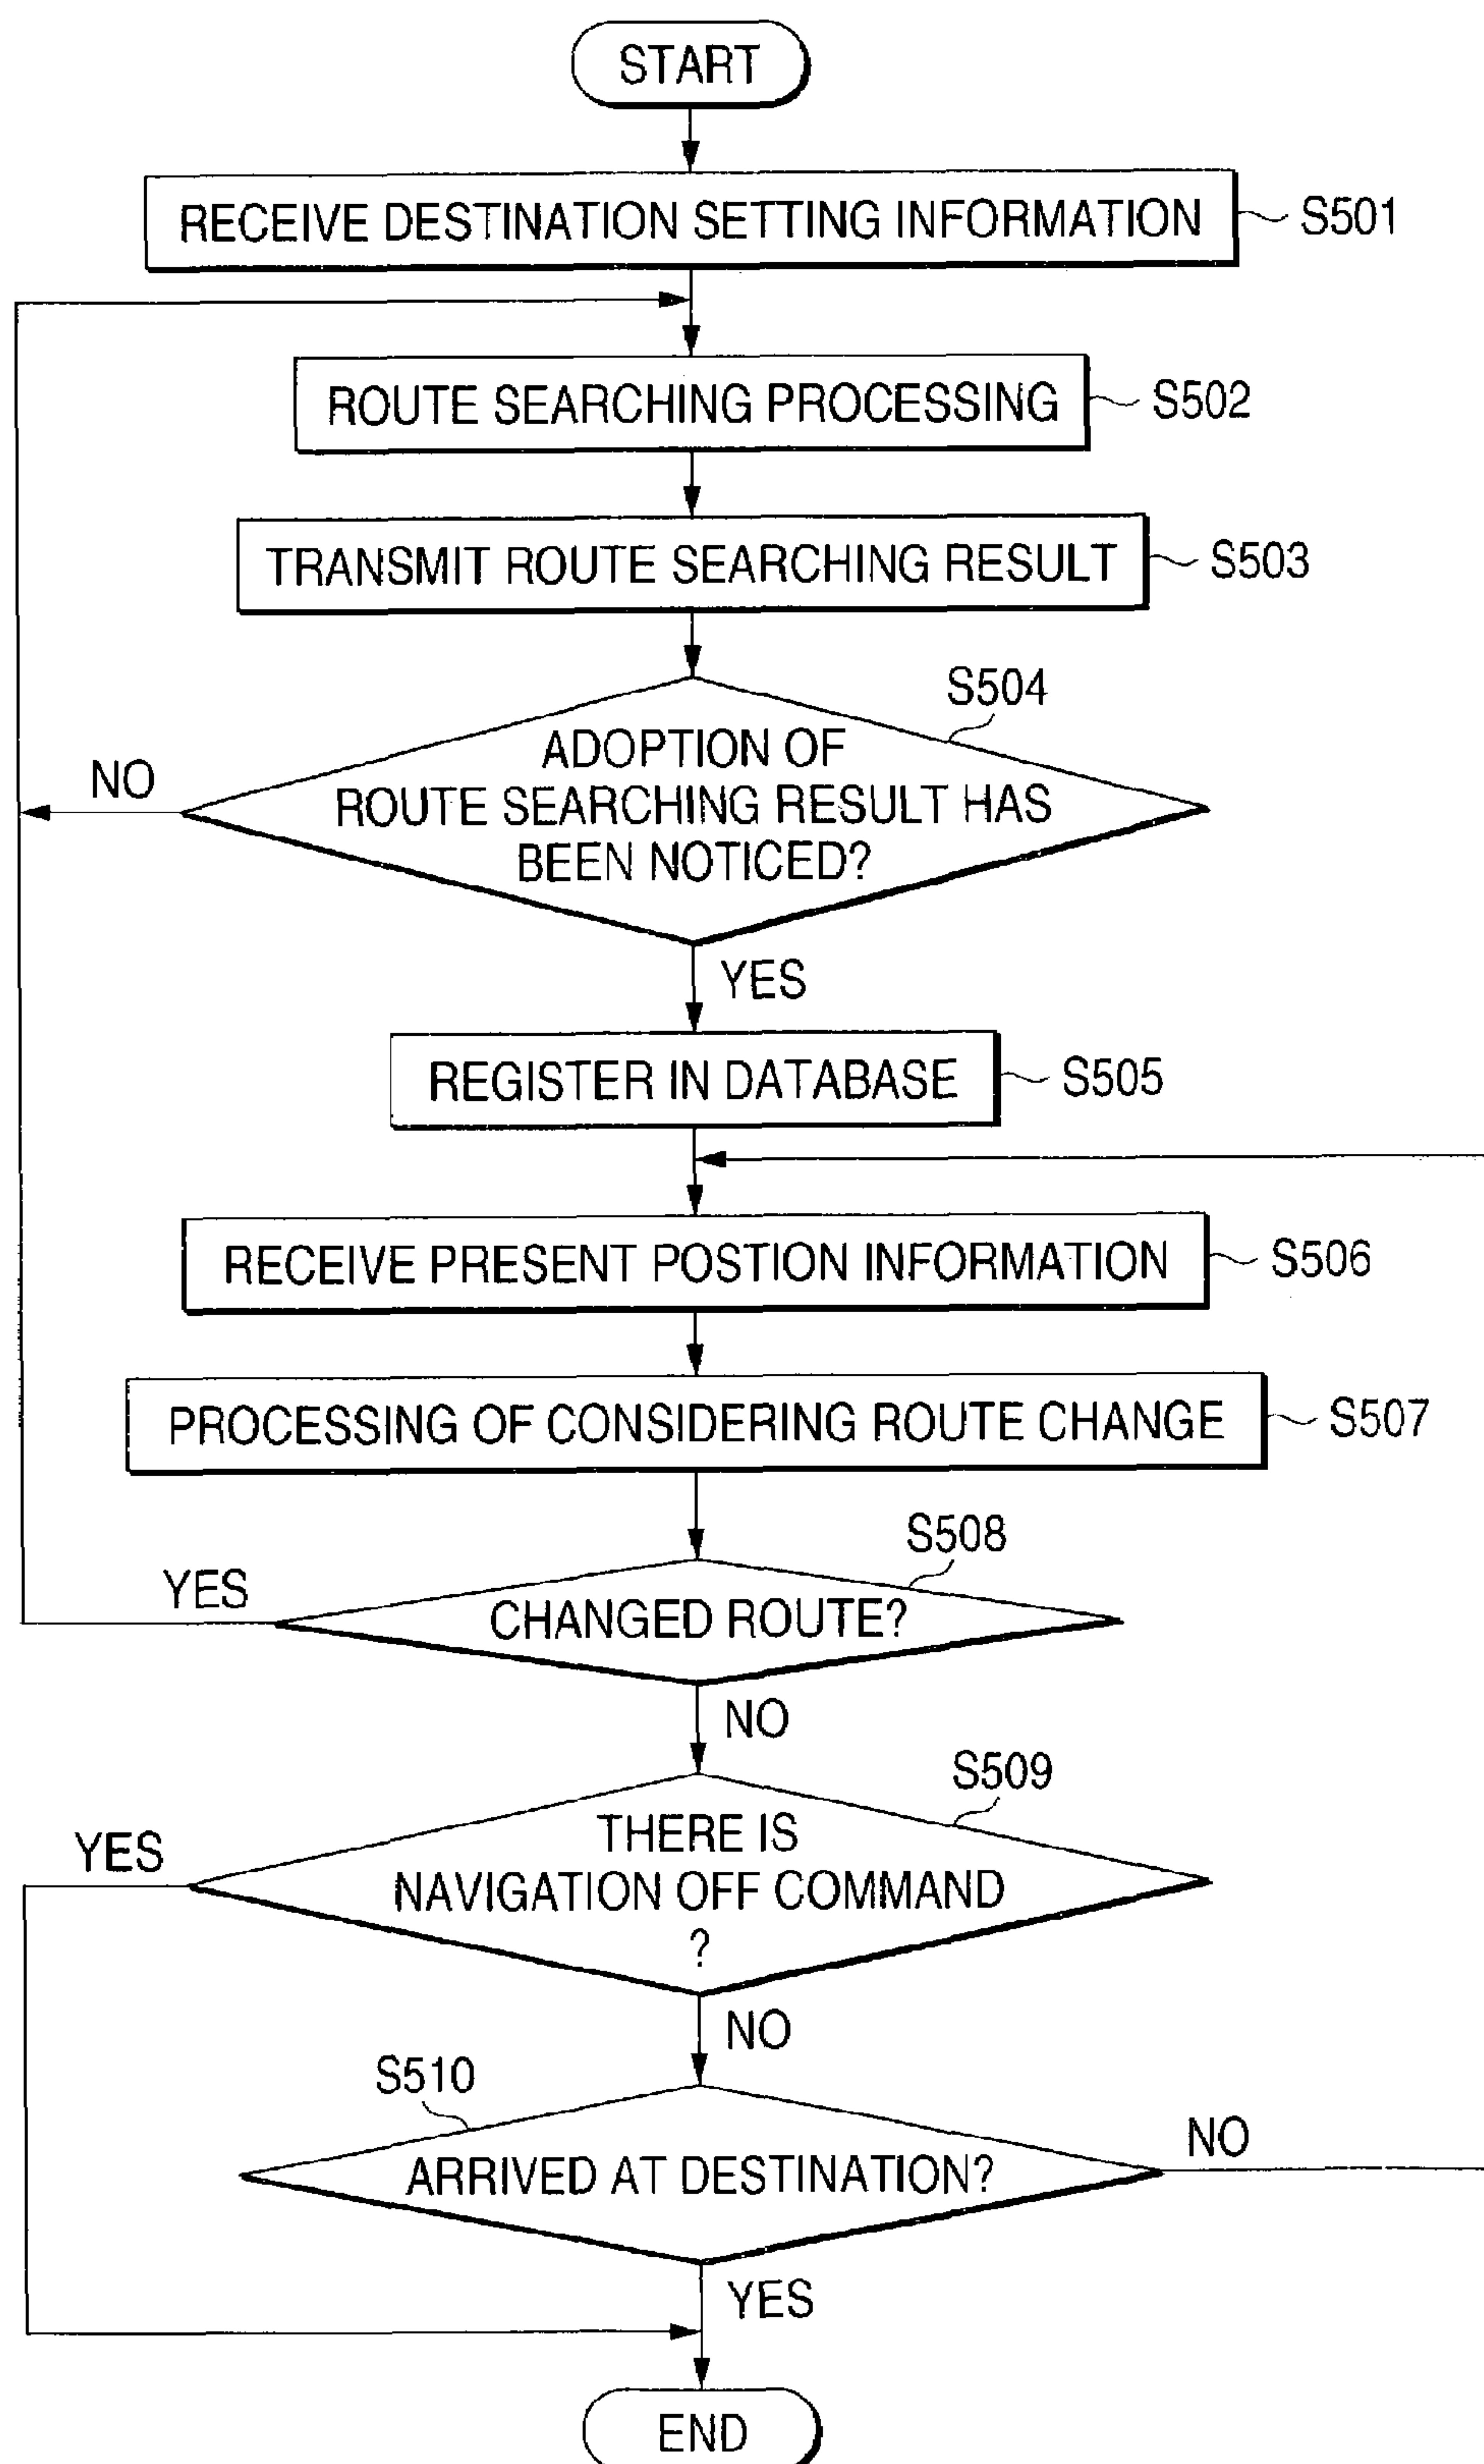 START
RECEIVE DESTINATION SETTING INFORMATION
S501
ROUTE SEARCHING PROCESSING
S502
TRANSMIT ROUTE SEARCHING RESULT
S503
S504
ADOPTION OF
ROUTE SEARCHING RESULT HAS
BEEN NOTICED?
NO
YES
REGISTER IN DATABASE
S505
RECEIVE PRESENT POSTION INFORMATION
S506
PROCESSING OF CONSIDERING ROUTE CHANGE
S507
S508
YES
CHANGED ROUTE?
NO
S509
YES
THERE IS
NAVIGATION OFF COMMAND
?
NO
S510
NO
ARRIVED AT DESTINATION?
YES
END